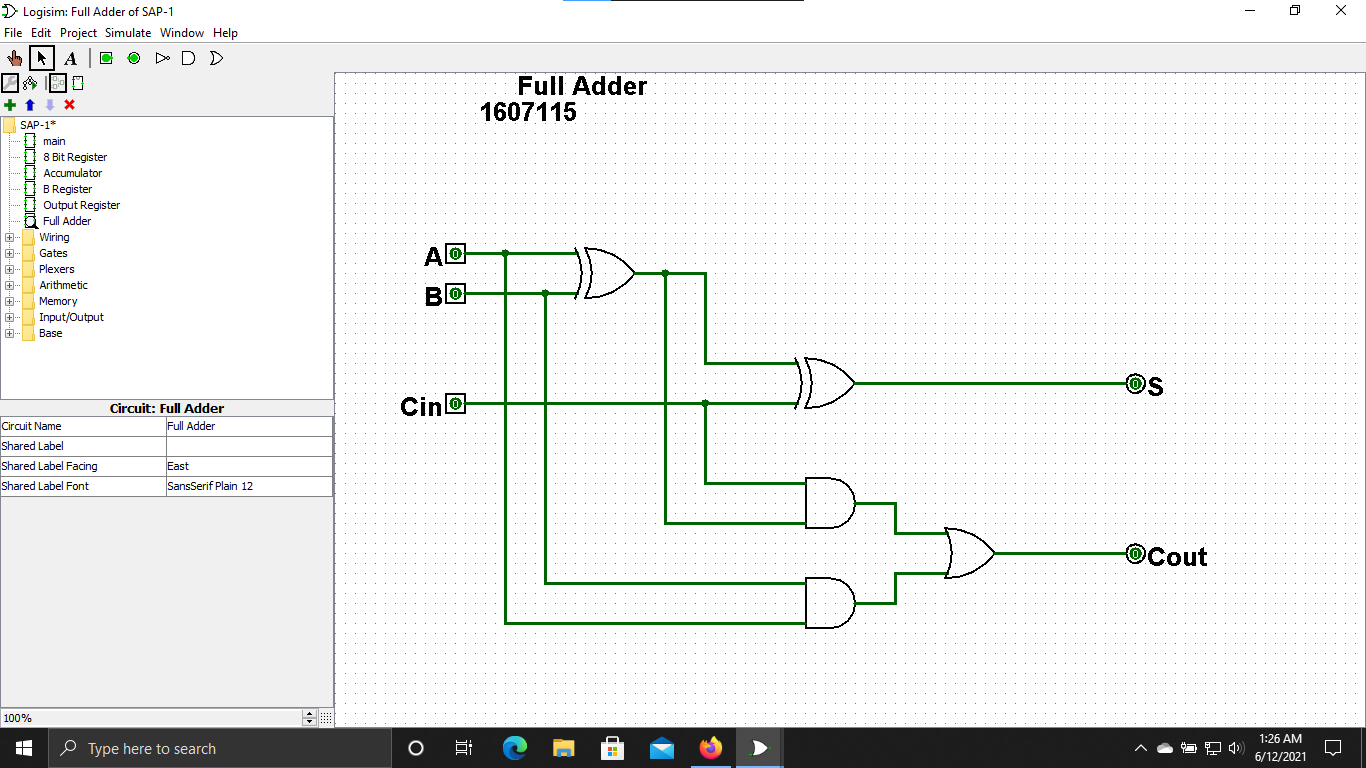 Logisim: Full Adder of SAP-1
File Edit Project Simulate Window Help
A
SAP-1*
main
8 Bit Register
Accumulator
B Register
Output Register
Full Adder
Wiring
Gates
Plexers
Arithmetic
Memory
Input/Output
Base
Circuit: Full Adder
Circuit Name Full Adder
Shared Label
Shared Label Facing East
Shared Label Font SansSerif Plain 12
100%
Full Adder
1607115
A 0
B 0
Cin 0
0 S
0 Cout
Type here to search
1:26 AM
6/12/2021